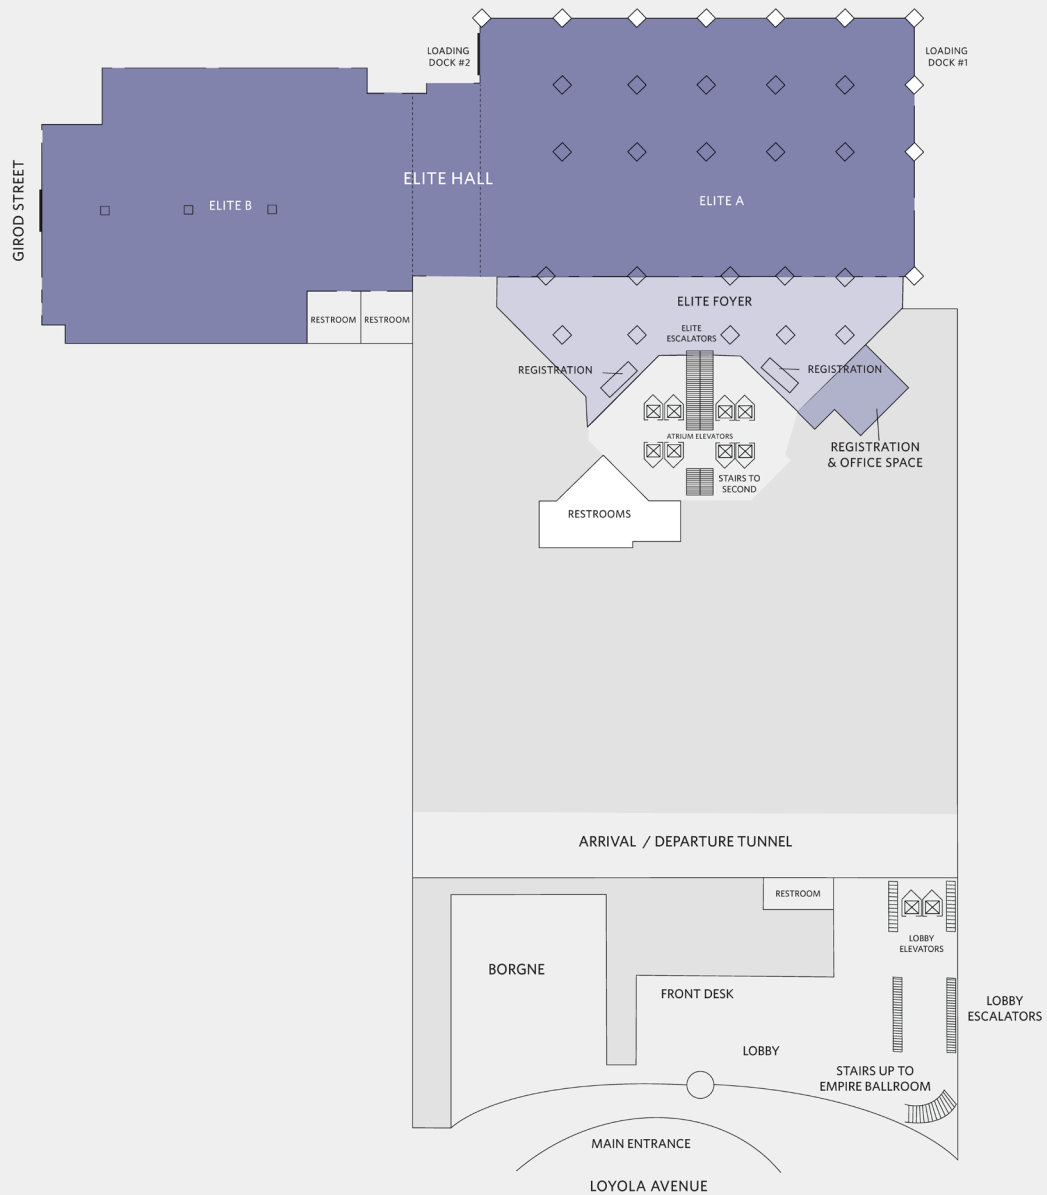 LOADING
DOCK #2
LOADING
DOCK #1
GIROD STREET
ELITE HALL
ELITE B
ELITE A
ELITE FOYER
RESTROOM
RESTROOM
ELITE
ESCALATORS
REGISTRATION
REGISTRATION
ATRIUM ELEVATORS
REGISTRATION
& OFFICE SPACE
STAIRS TO
SECOND
RESTROOMS
ARRIVAL / DEPARTURE TUNNEL
RESTROOM
LOBBY
ELEVATORS
BORGNE
FRONT DESK
LOBBY
ESCALATORS
LOBBY
STAIRS UP TO
EMPIRE BALLROOM
MAIN ENTRANCE
LOYOLA AVENUE